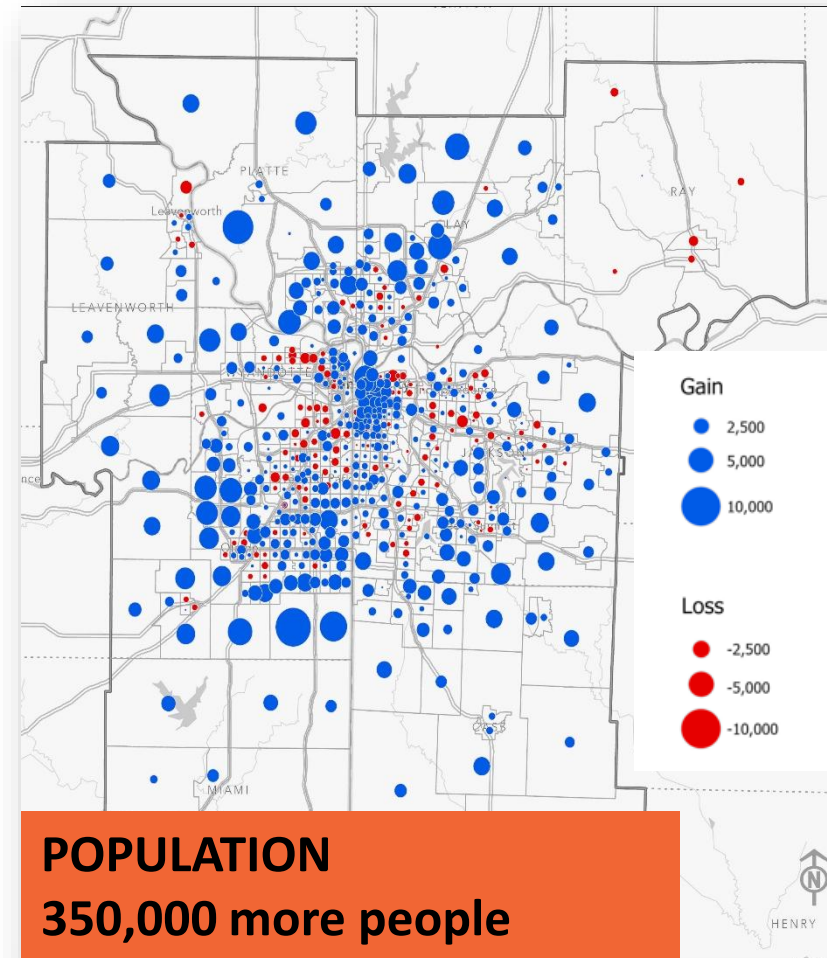 PLATTE
RAY
Leavenworth
LEAVENWORTH
Gain
2,500
5,000
10,000
Loss
-2,500
-5,000
-10,000
MIAMI
POPULATION
350,000 more people
N
HENRY